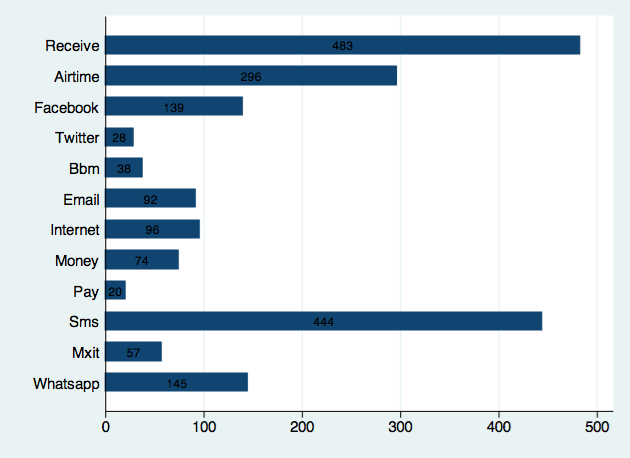 Receive 483
Airtime 296
Facebook 139
Twitter 28
Bbm 38
Email 92
Internet 96
Money 74
Pay 20
Sms 444
Mxit 57
Whatsapp 145
0 100 200 300 400 500